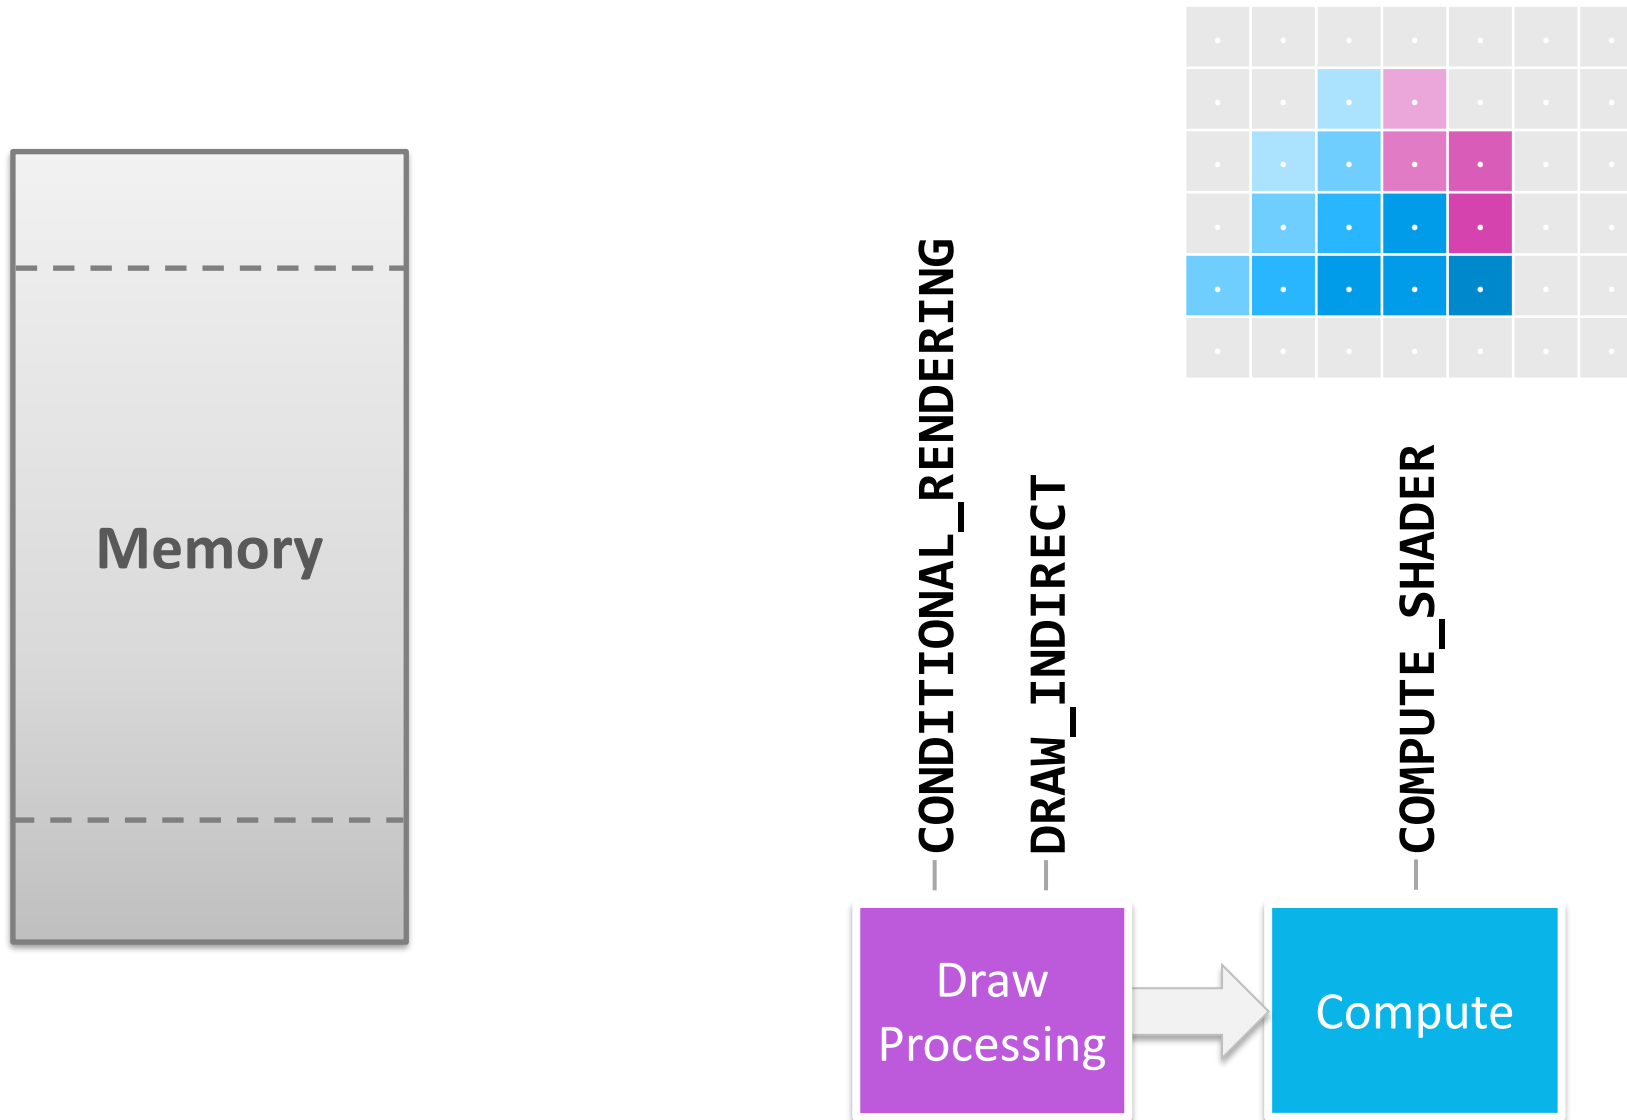 Memory
CONDITIONAL_RENDERING
DRAW_INDIRECT
COMPUTE_SHADER
Draw
Processing
Compute